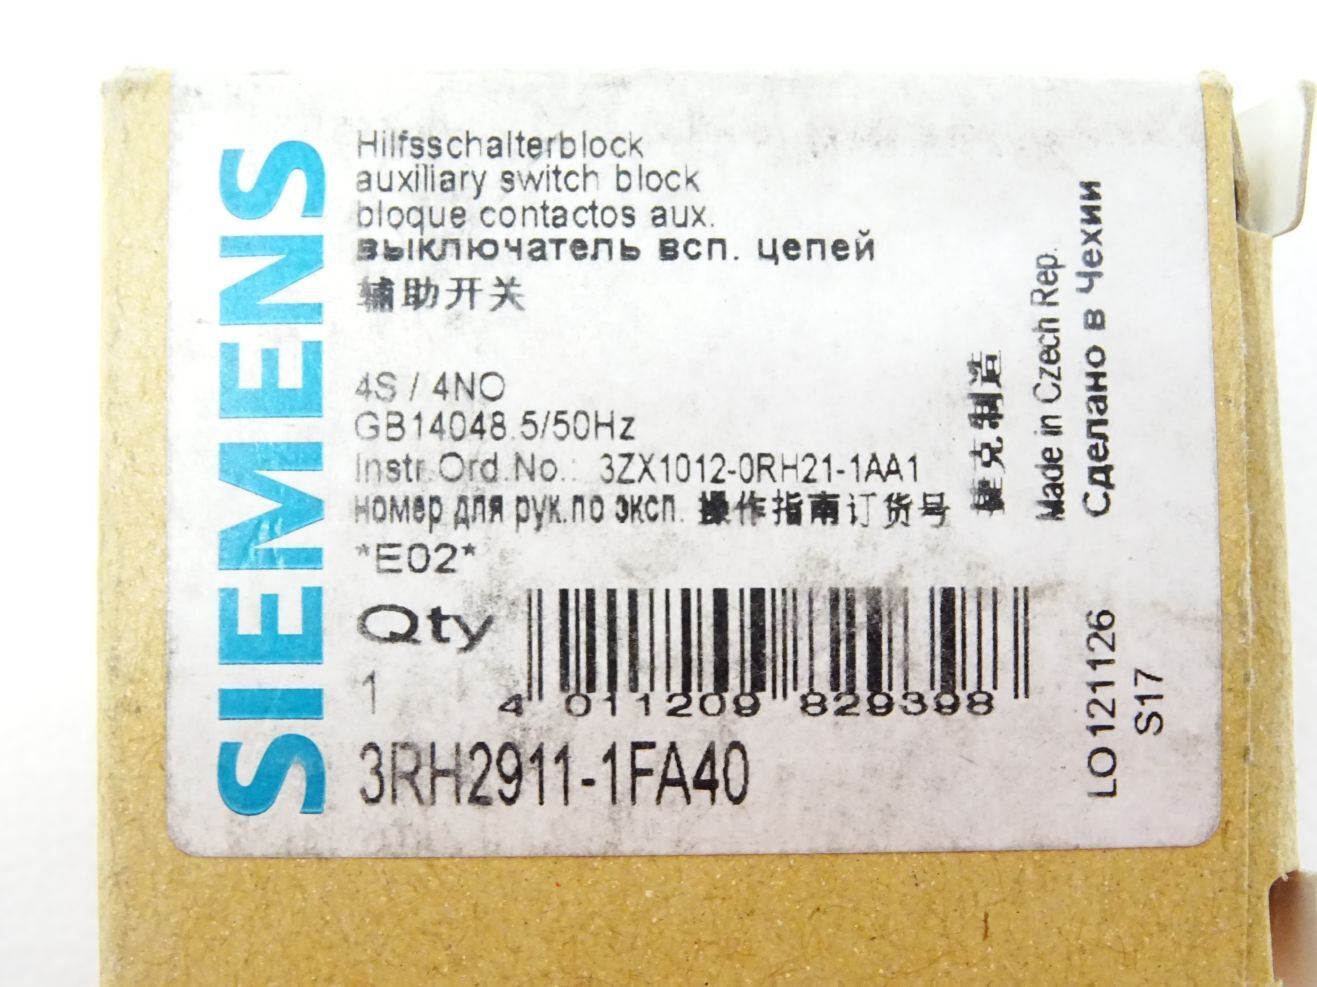 SIEMENS
Hilfsschalterblock
auxiliary switch block
bloque contactos aux.
выключатель всп. цепей
辅助开关
4S / 4NO
GB14048.5/50Hz
Instr.Ord.No.: 3ZX1012-0RH21-1AA1
номер для рук.по эксп. 操作指南订货号
*E02*
Qty
1
4 011209 829398
3RH2911-1FA40
捷克制造
Made in Czech Rep.
Сделано в Чехии
LO121126
S17